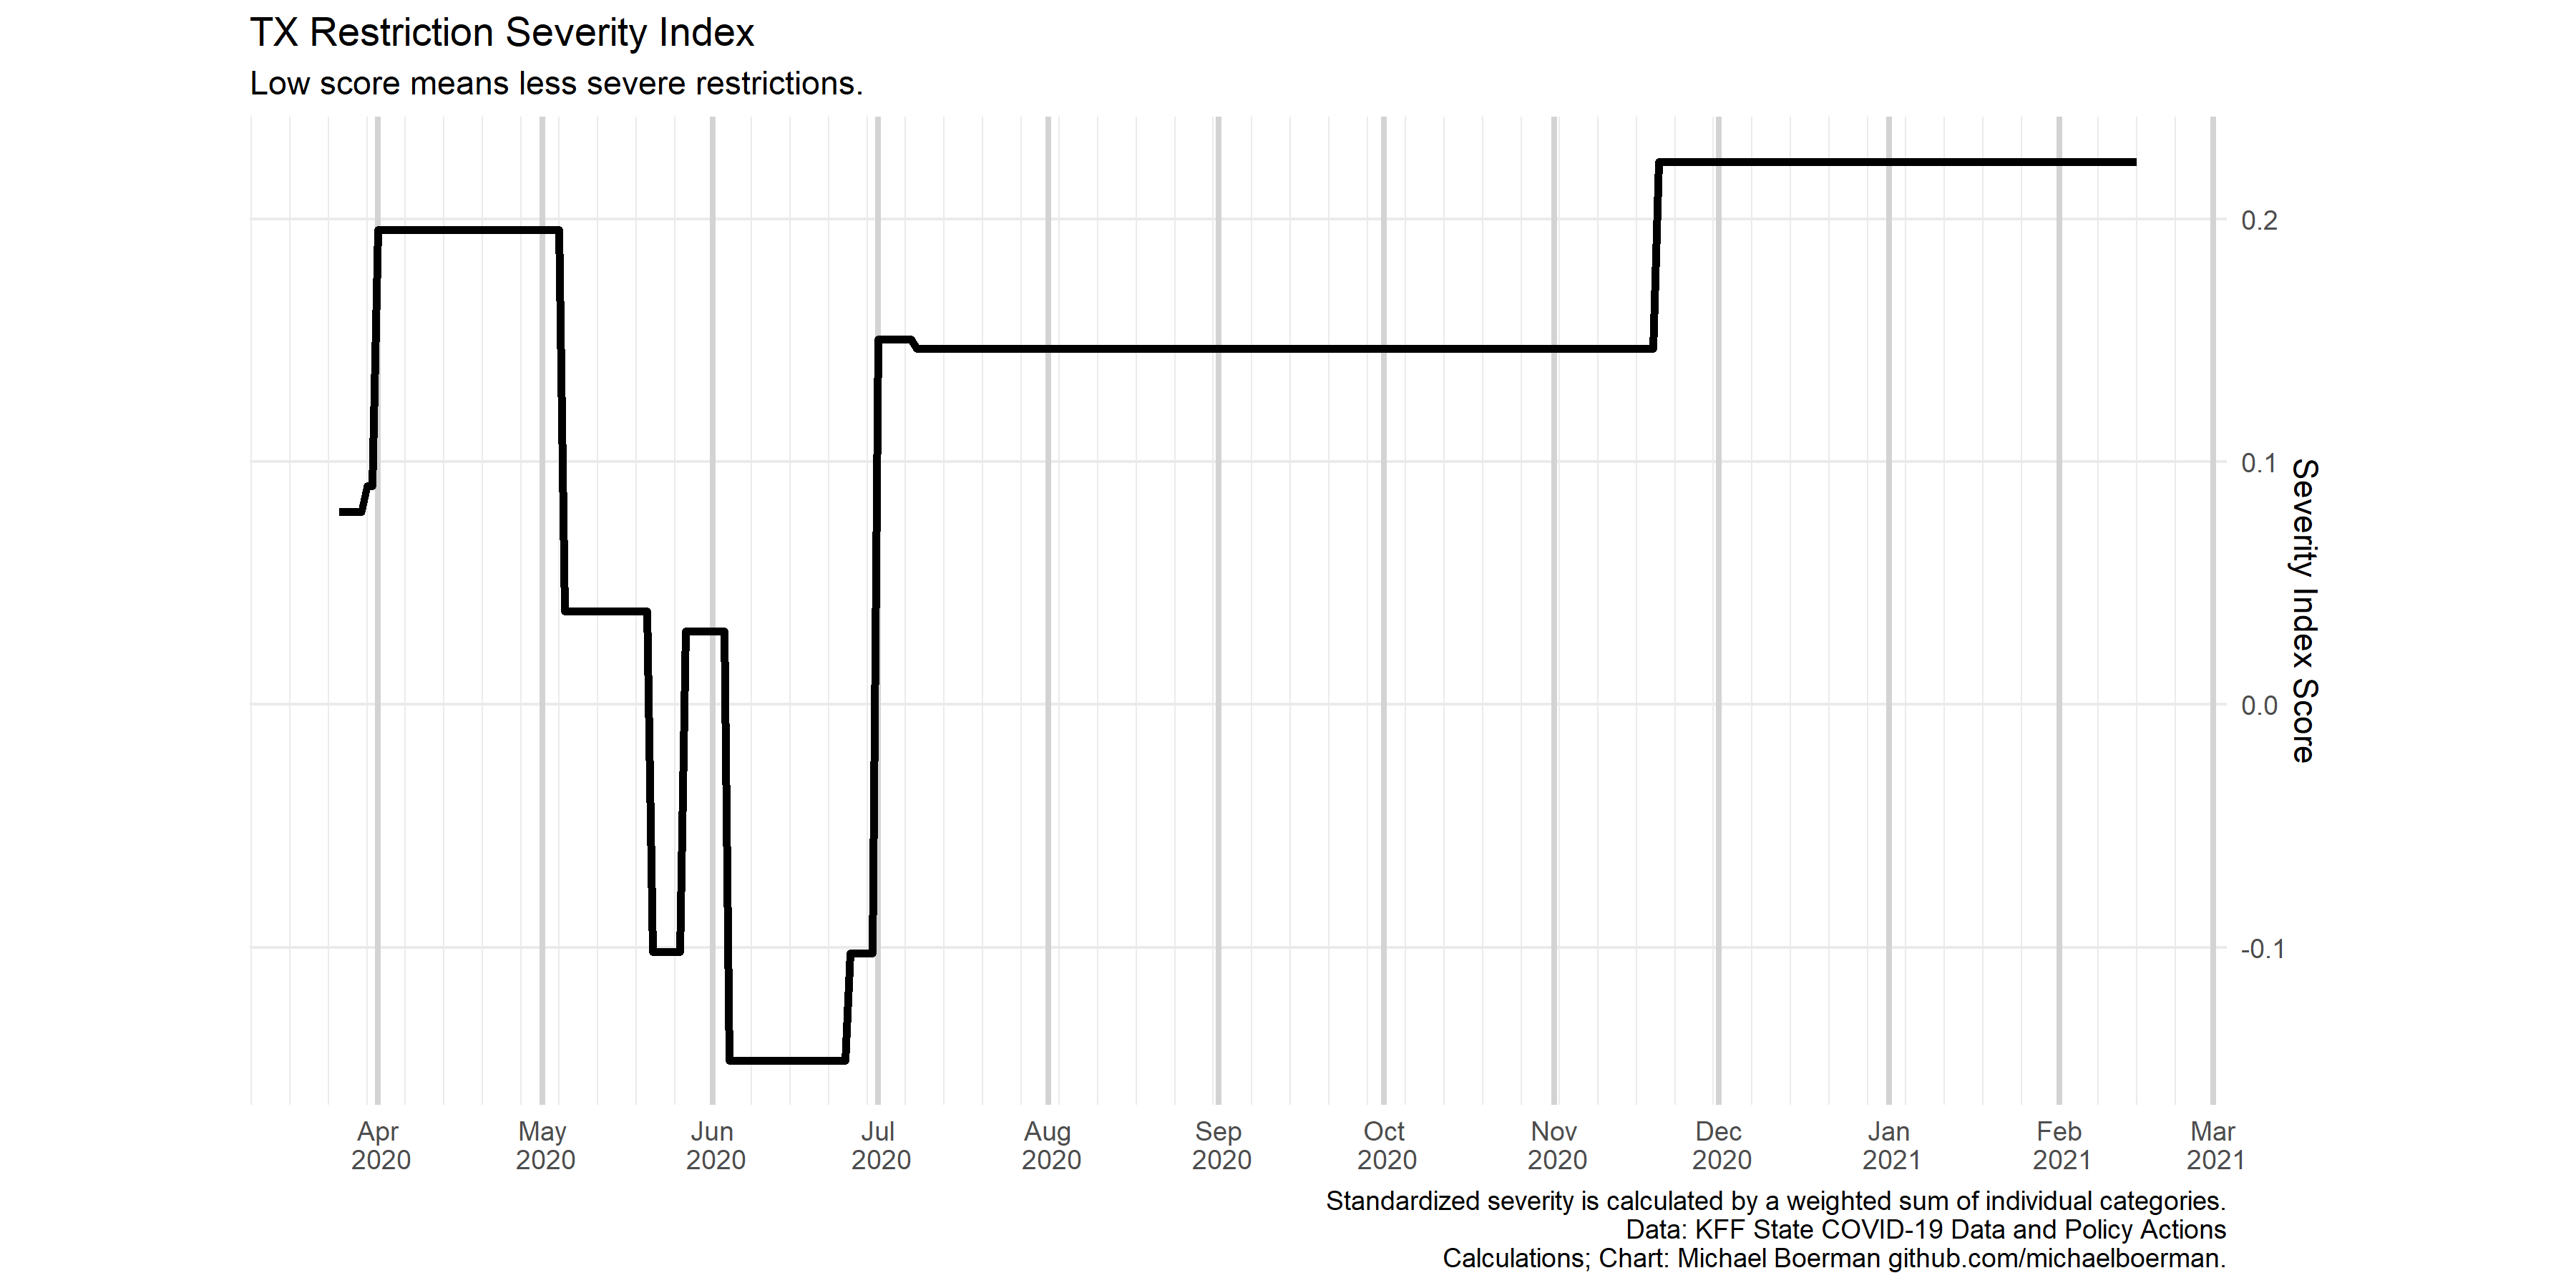 TX Restriction Severity Index
Low score means less severe restrictions.
0.2
0.1
0.0
-0.1
Severity Index Score
Apr May Jun Jul Aug Sep Oct Nov Dec Jan Feb Mar
2020 2020 2020 2020 2020 2020 2020 2020 2020 2021 2021 2021
Standardized severity is calculated by a weighted sum of individual categories.
Data: KFF State COVID-19 Data and Policy Actions
Calculations; Chart: Michael Boerman github.com/michaelboerman.